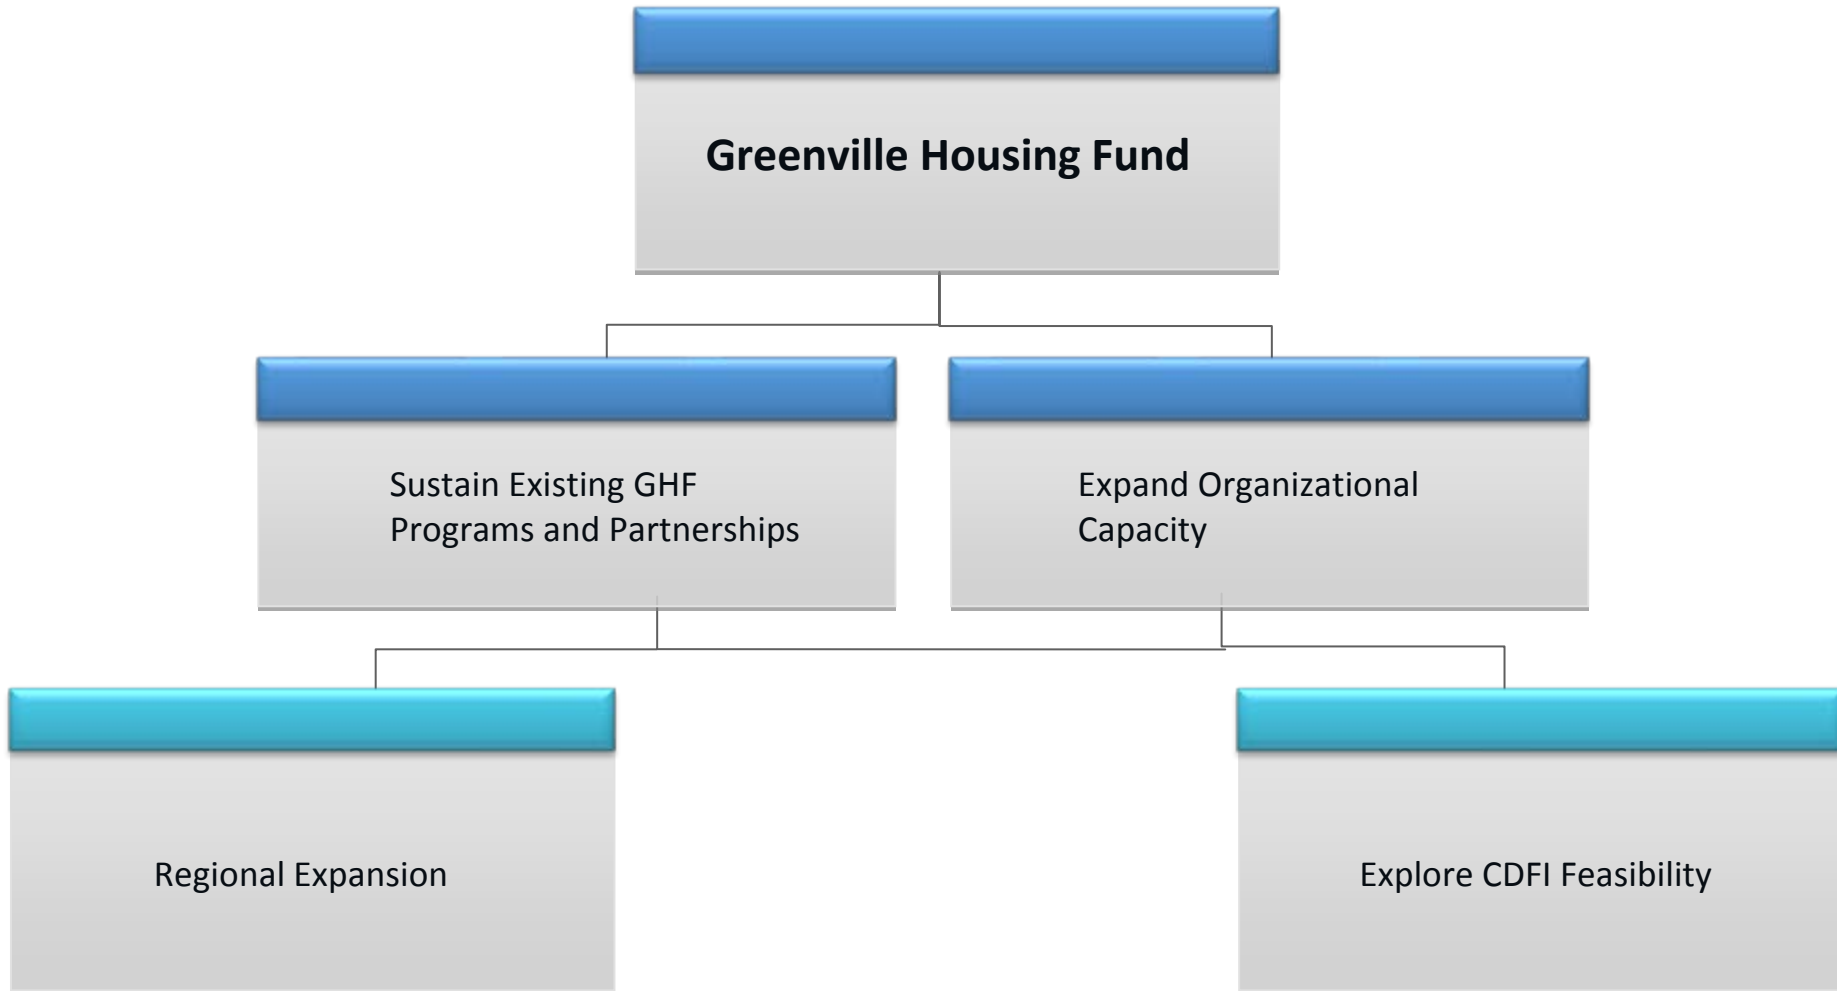 Greenville Housing Fund
Sustain Existing GHF
Programs and Partnerships
Expand Organizational
Capacity
Regional Expansion
Explore CDFI Feasibility